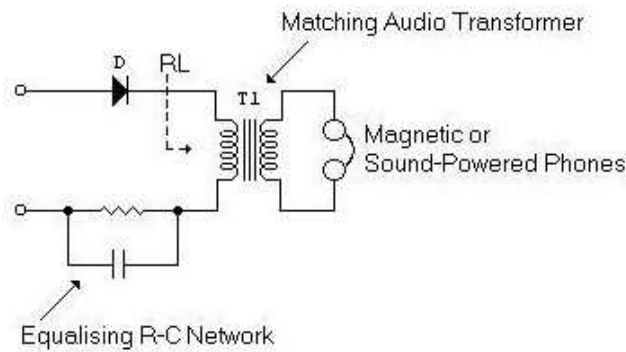 Matching Audio Transformer
D
RL
T1
Magnetic or
Sound-Powered Phones
Equalising R-C Network